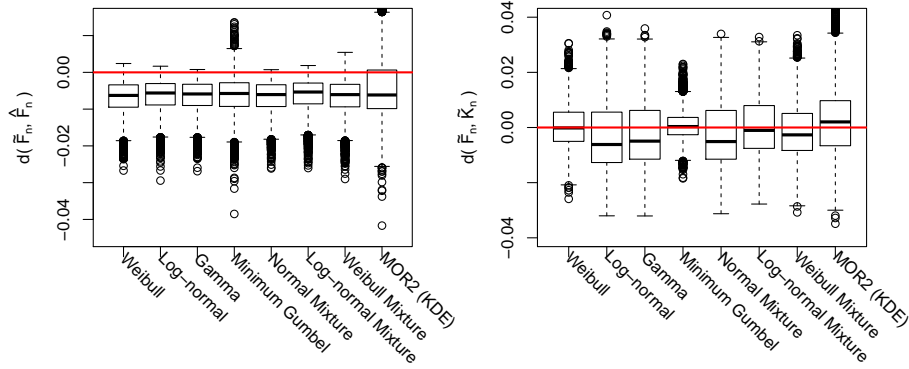 d( F̃n, F̂n )
0.00
−0.02
−0.04
Weibull
Log−normal
Gamma
Minimum Gumbel
Normal Mixture
Log−normal Mixture
Weibull Mixture
MOR2 (KDE)
d( F̃n, K̃n )
0.04
0.02
0.00
−0.04
Weibull
Log−normal
Gamma
Minimum Gumbel
Normal Mixture
Log−normal Mixture
Weibull Mixture
MOR2 (KDE)